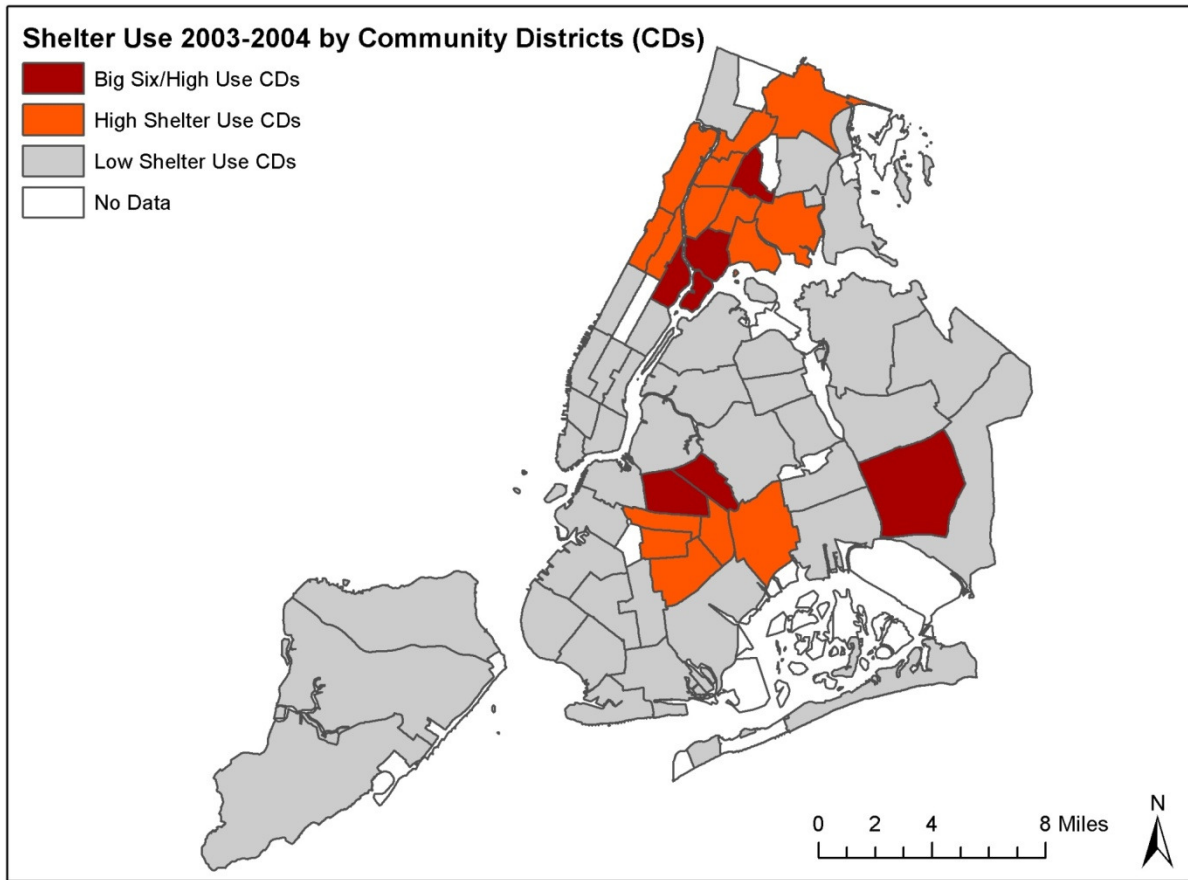 Shelter Use 2003-2004 by Community Districts (CDs)
Big Six/High Use CDs
High Shelter Use CDs
Low Shelter Use CDs
No Data
0 2 4 8 Miles
N